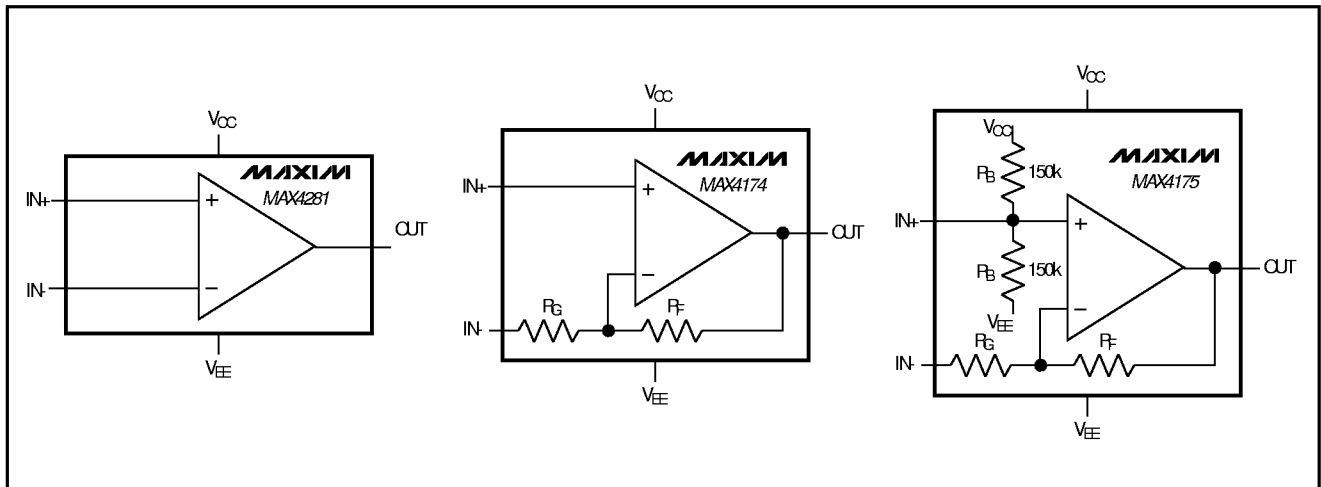 VCC
MAXIM
MAX4281
IN+
IN-
OUT
VEE
VCC
MAXIM
MAX4174
IN+
OUT
IN-
RG
RF
VEE
VCC
VCC
MAXIM
MAX4175
RB 150k
IN+
RB 150k
VEE
OUT
RG
RF
IN-
VEE